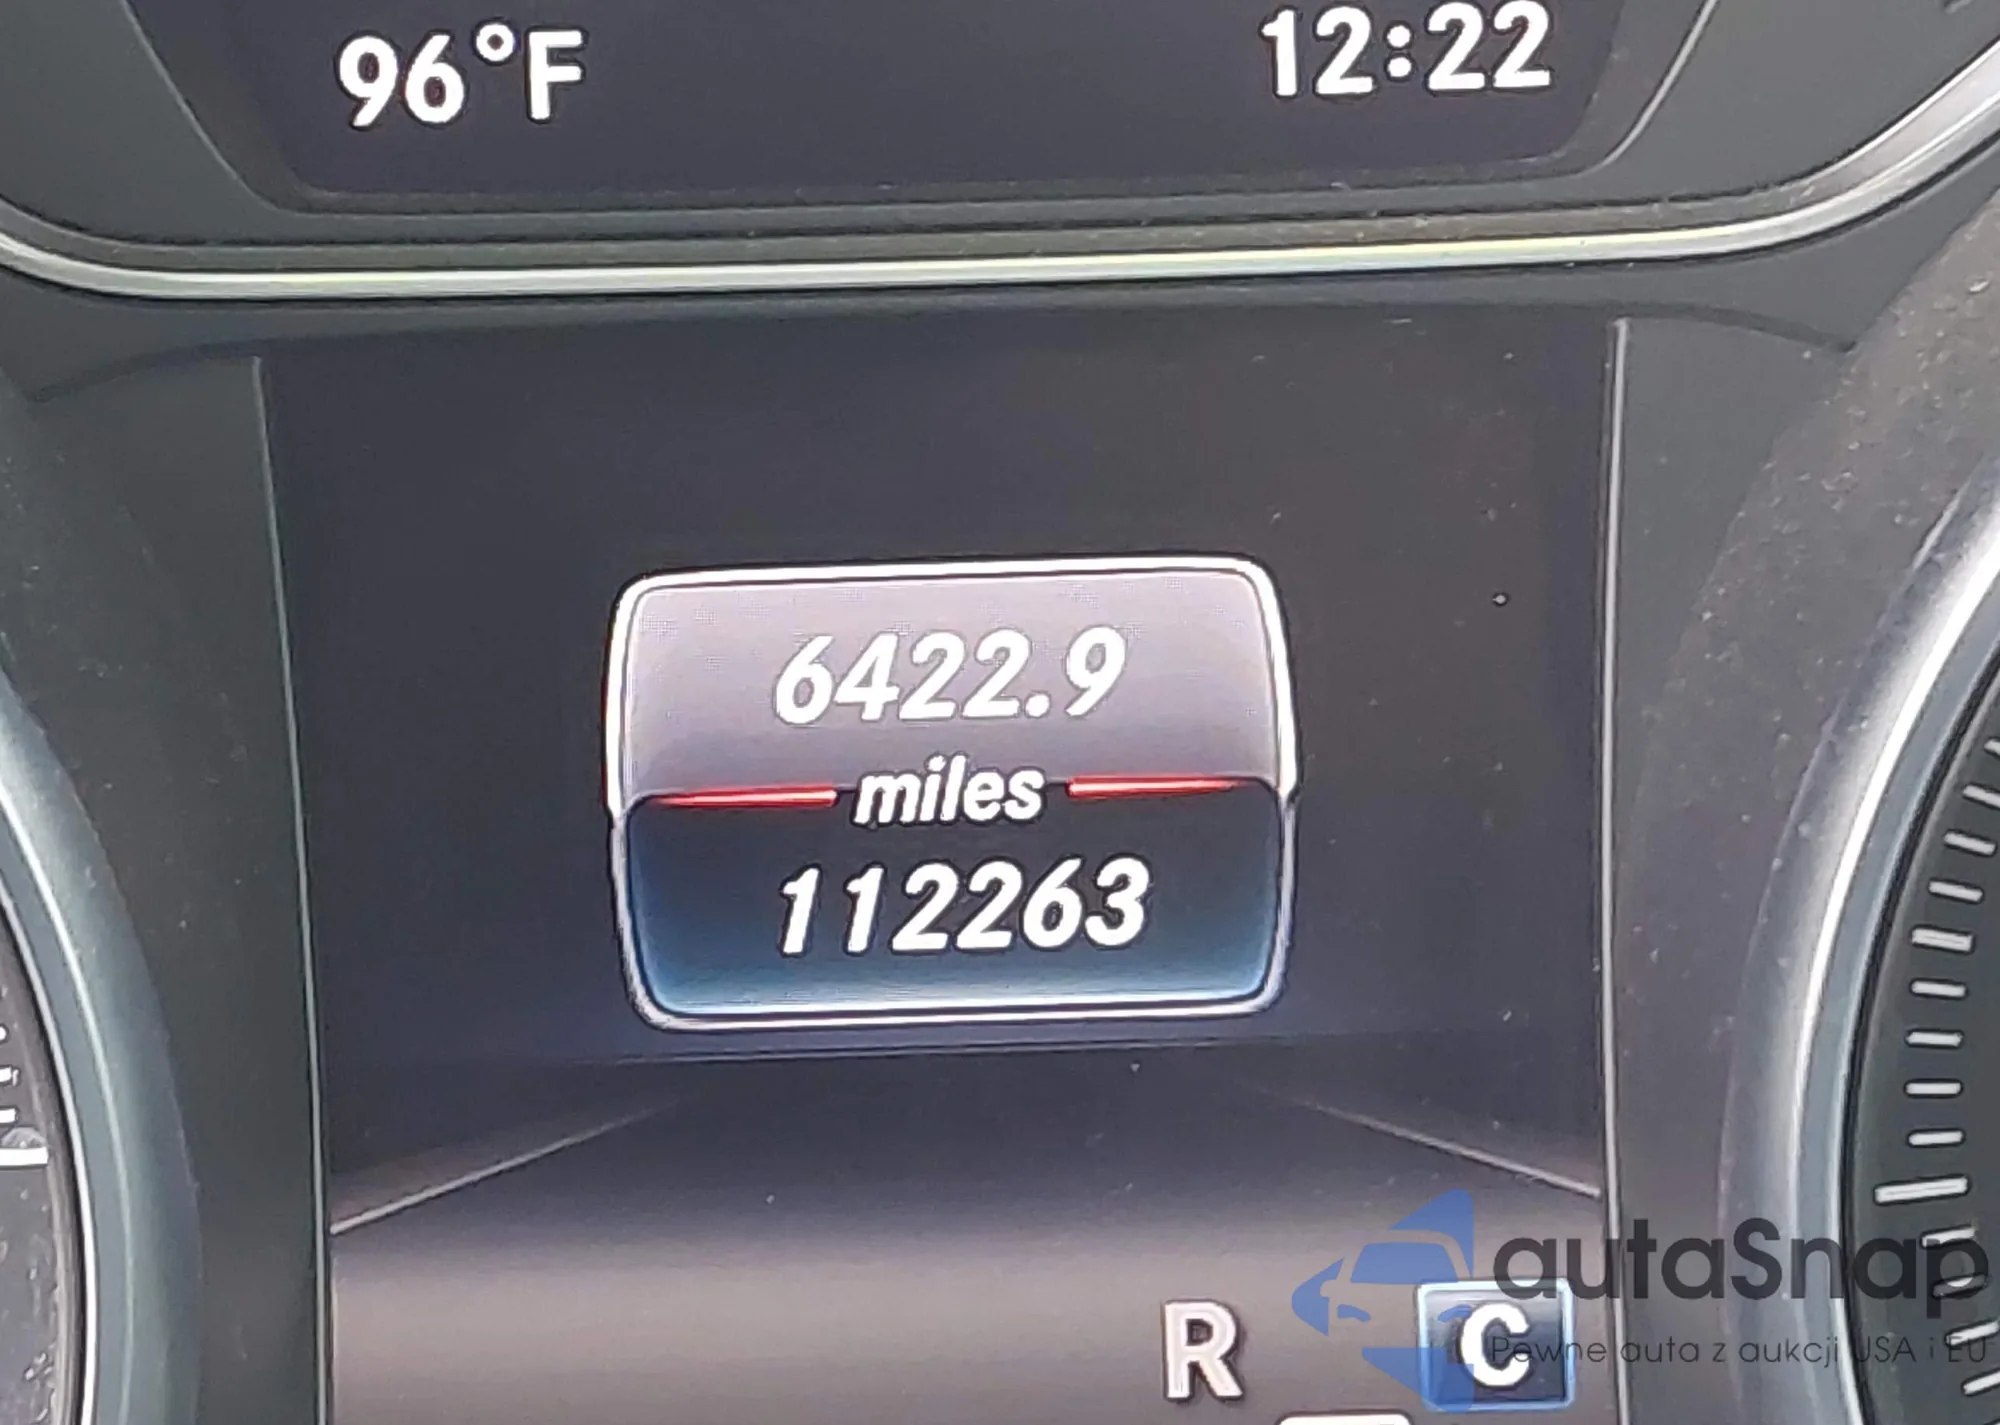 96°F 12:22
6422.9
miles
112263
R C
autaSnap
Pewne auta z aukcji USA i EU